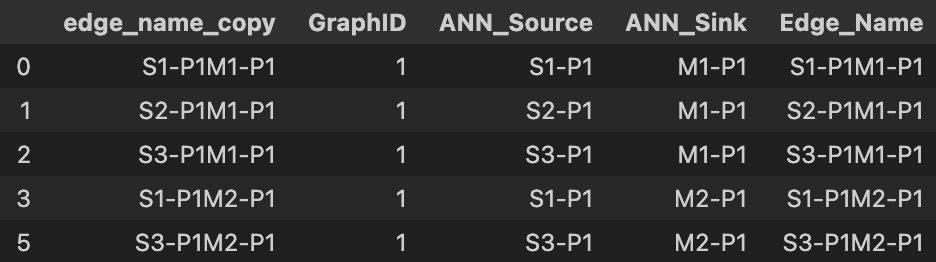 edge_name_copy GraphID ANN_Source ANN_Sink Edge_Name
0 S1-P1M1-P1 1 S1-P1 M1-P1 S1-P1M1-P1
1 S2-P1M1-P1 1 S2-P1 M1-P1 S2-P1M1-P1
2 S3-P1M1-P1 1 S3-P1 M1-P1 S3-P1M1-P1
3 S1-P1M2-P1 1 S1-P1 M2-P1 S1-P1M2-P1
5 S3-P1M2-P1 1 S3-P1 M2-P1 S3-P1M2-P1